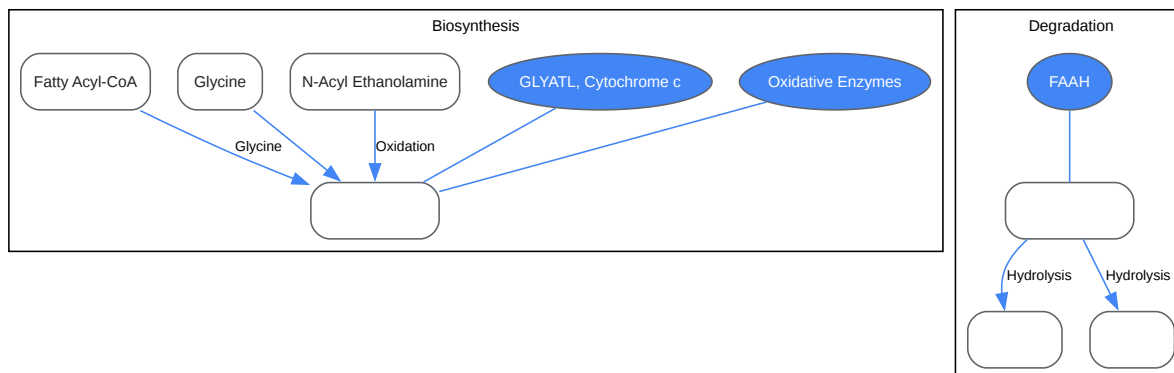 Biosynthesis
Fatty Acyl-CoA
Glycine
N-Acyl Ethanolamine
GLYATL, Cytochrome c
Oxidative Enzymes
Glycine
Oxidation
Degradation
FAAH
Hydrolysis
Hydrolysis